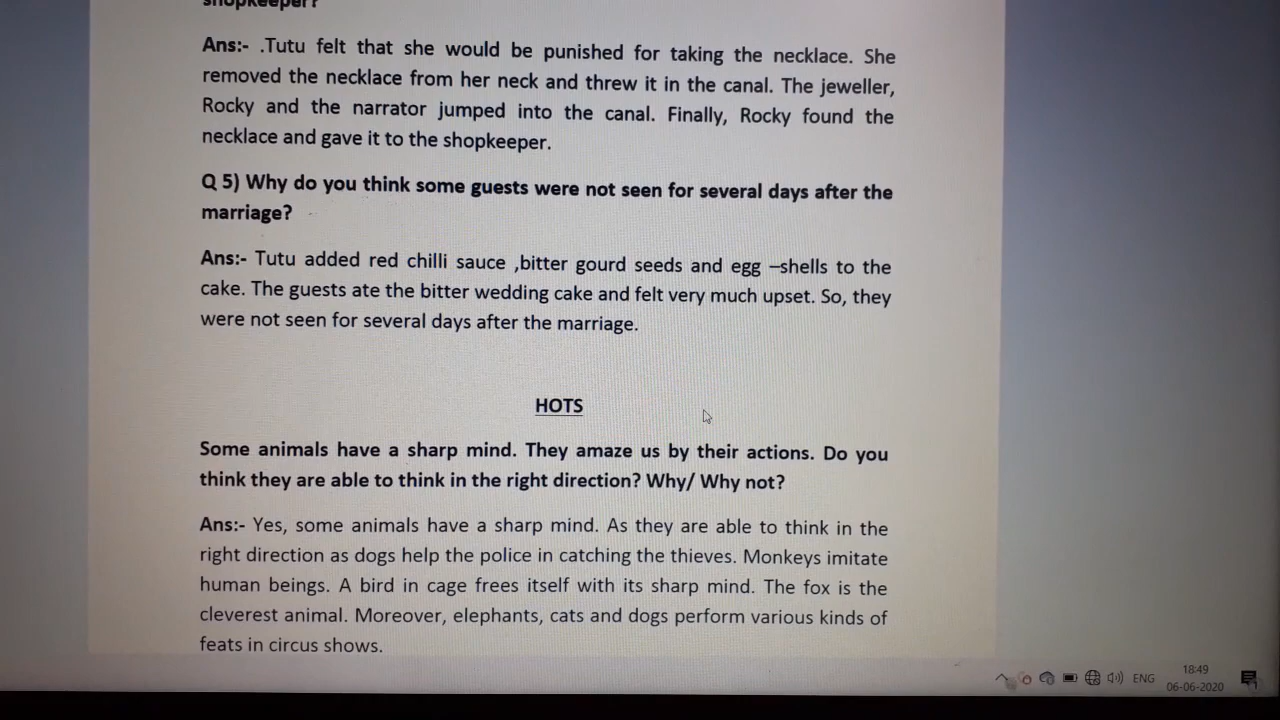 shopkeeper?
Ans:- .Tutu felt that she would be punished for taking the necklace. She
removed the necklace from her neck and threw it in the canal. The jeweller,
Rocky and the narrator jumped into the canal. Finally, Rocky found the
necklace and gave it to the shopkeeper.
Q 5) Why do you think some guests were not seen for several days after the
marriage?
Ans:- Tutu added red chilli sauce ,bitter gourd seeds and egg –shells to the
cake. The guests ate the bitter wedding cake and felt very much upset. So, they
were not seen for several days after the marriage.
HOTS
Some animals have a sharp mind. They amaze us by their actions. Do you
think they are able to think in the right direction? Why/ Why not?
Ans:- Yes, some animals have a sharp mind. As they are able to think in the
right direction as dogs help the police in catching the thieves. Monkeys imitate
human beings. A bird in cage frees itself with its sharp mind. The fox is the
cleverest animal. Moreover, elephants, cats and dogs perform various kinds of
feats in circus shows.
ENG
18:49
06-06-2020